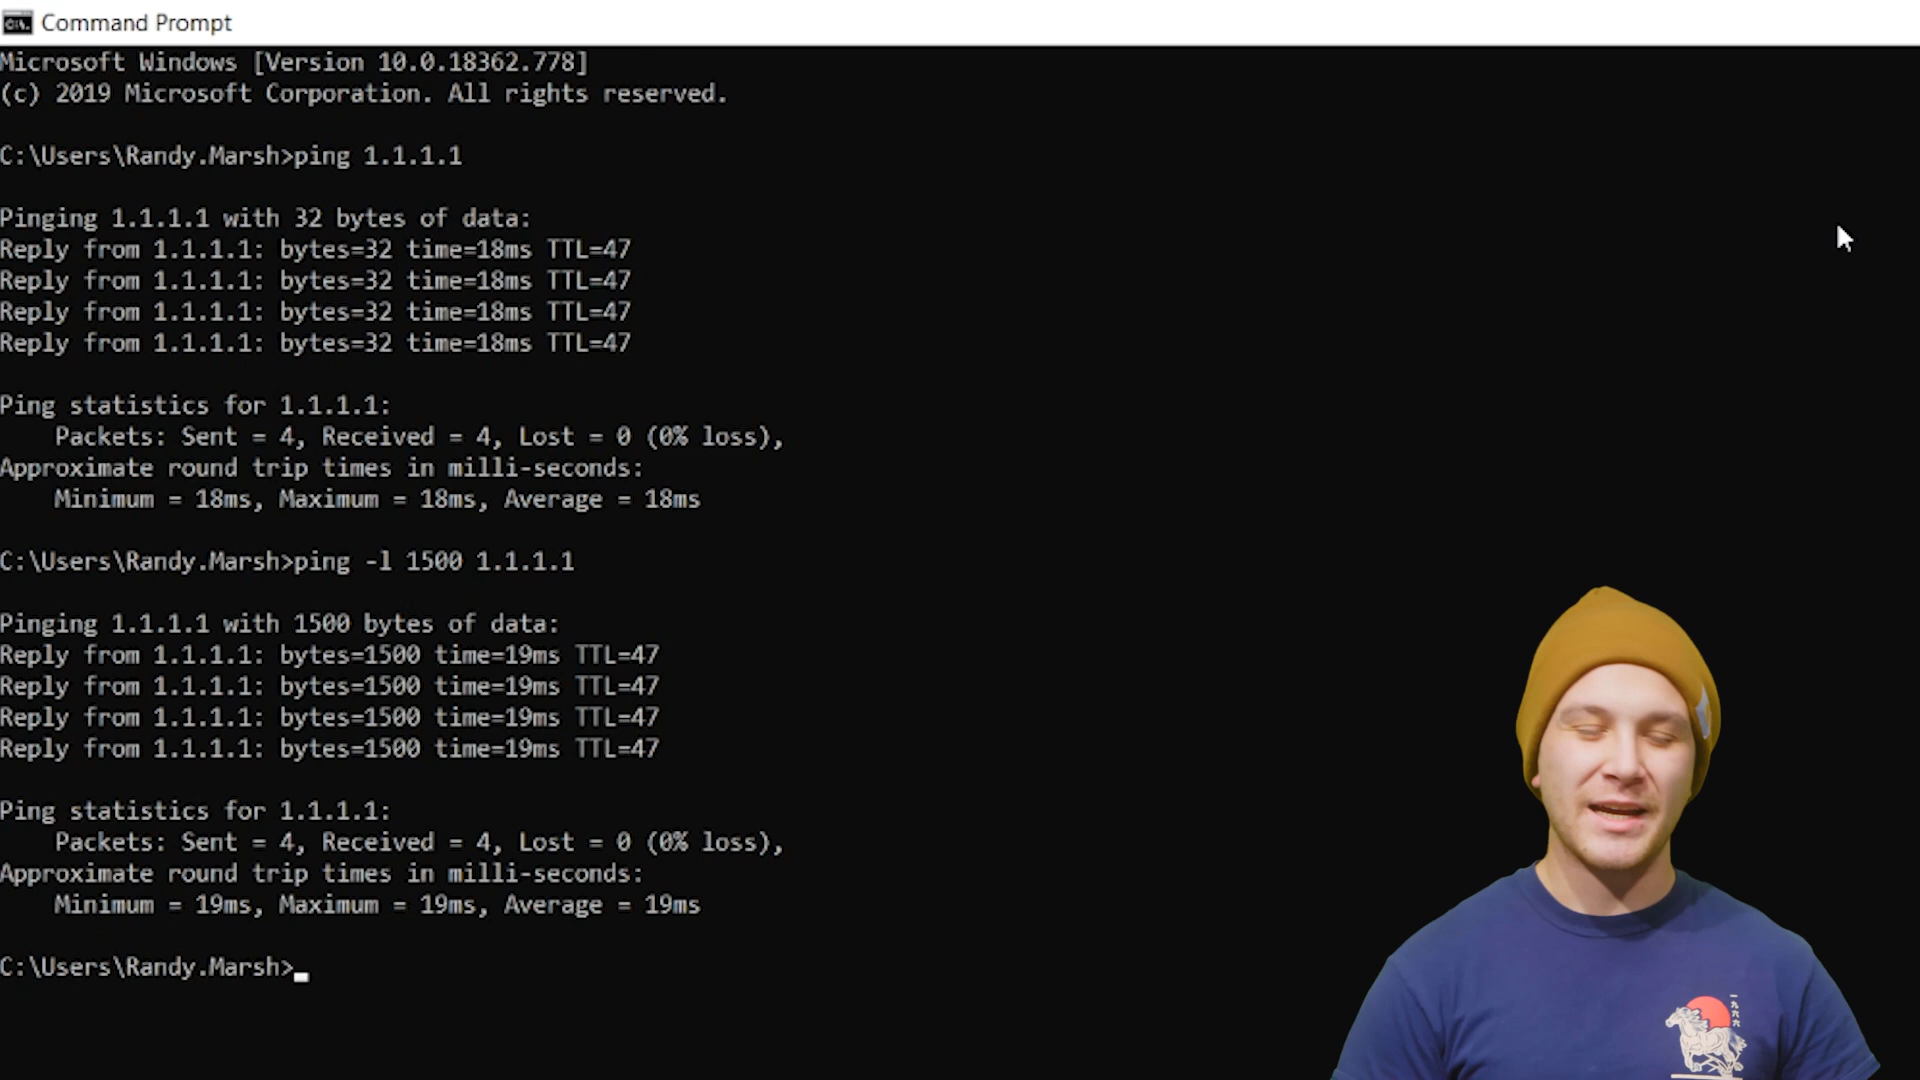 Command Prompt
Microsoft Windows [Version 10.0.18362.778]
(c) 2019 Microsoft Corporation. All rights reserved.
C:\Users\Randy.Marsh>ping 1.1.1.1
Pinging 1.1.1.1 with 32 bytes of data:
Reply from 1.1.1.1: bytes=32 time=18ms TTL=47
Reply from 1.1.1.1: bytes=32 time=18ms TTL=47
Reply from 1.1.1.1: bytes=32 time=18ms TTL=47
Reply from 1.1.1.1: bytes=32 time=18ms TTL=47
Ping statistics for 1.1.1.1:
Packets: Sent = 4, Received = 4, Lost = 0 (0% loss),
Approximate round trip times in milli-seconds:
Minimum = 18ms, Maximum = 18ms, Average = 18ms
C:\Users\Randy.Marsh>ping -l 1500 1.1.1.1
Pinging 1.1.1.1 with 1500 bytes of data:
Reply from 1.1.1.1: bytes=1500 time=19ms TTL=47
Reply from 1.1.1.1: bytes=1500 time=19ms TTL=47
Reply from 1.1.1.1: bytes=1500 time=19ms TTL=47
Reply from 1.1.1.1: bytes=1500 time=19ms TTL=47
Ping statistics for 1.1.1.1:
Packets: Sent = 4, Received = 4, Lost = 0 (0% loss),
Approximate round trip times in milli-seconds:
Minimum = 19ms, Maximum = 19ms, Average = 19ms
C:\Users\Randy.Marsh>
一九六六